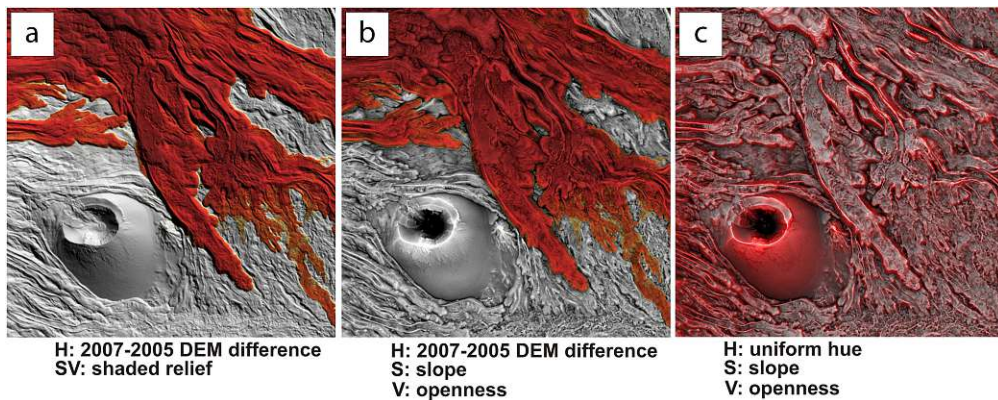 a
b
c
H: 2007-2005 DEM difference
SV: shaded relief
H: 2007-2005 DEM difference
S: slope
V: openness
H: uniform hue
S: slope
V: openness